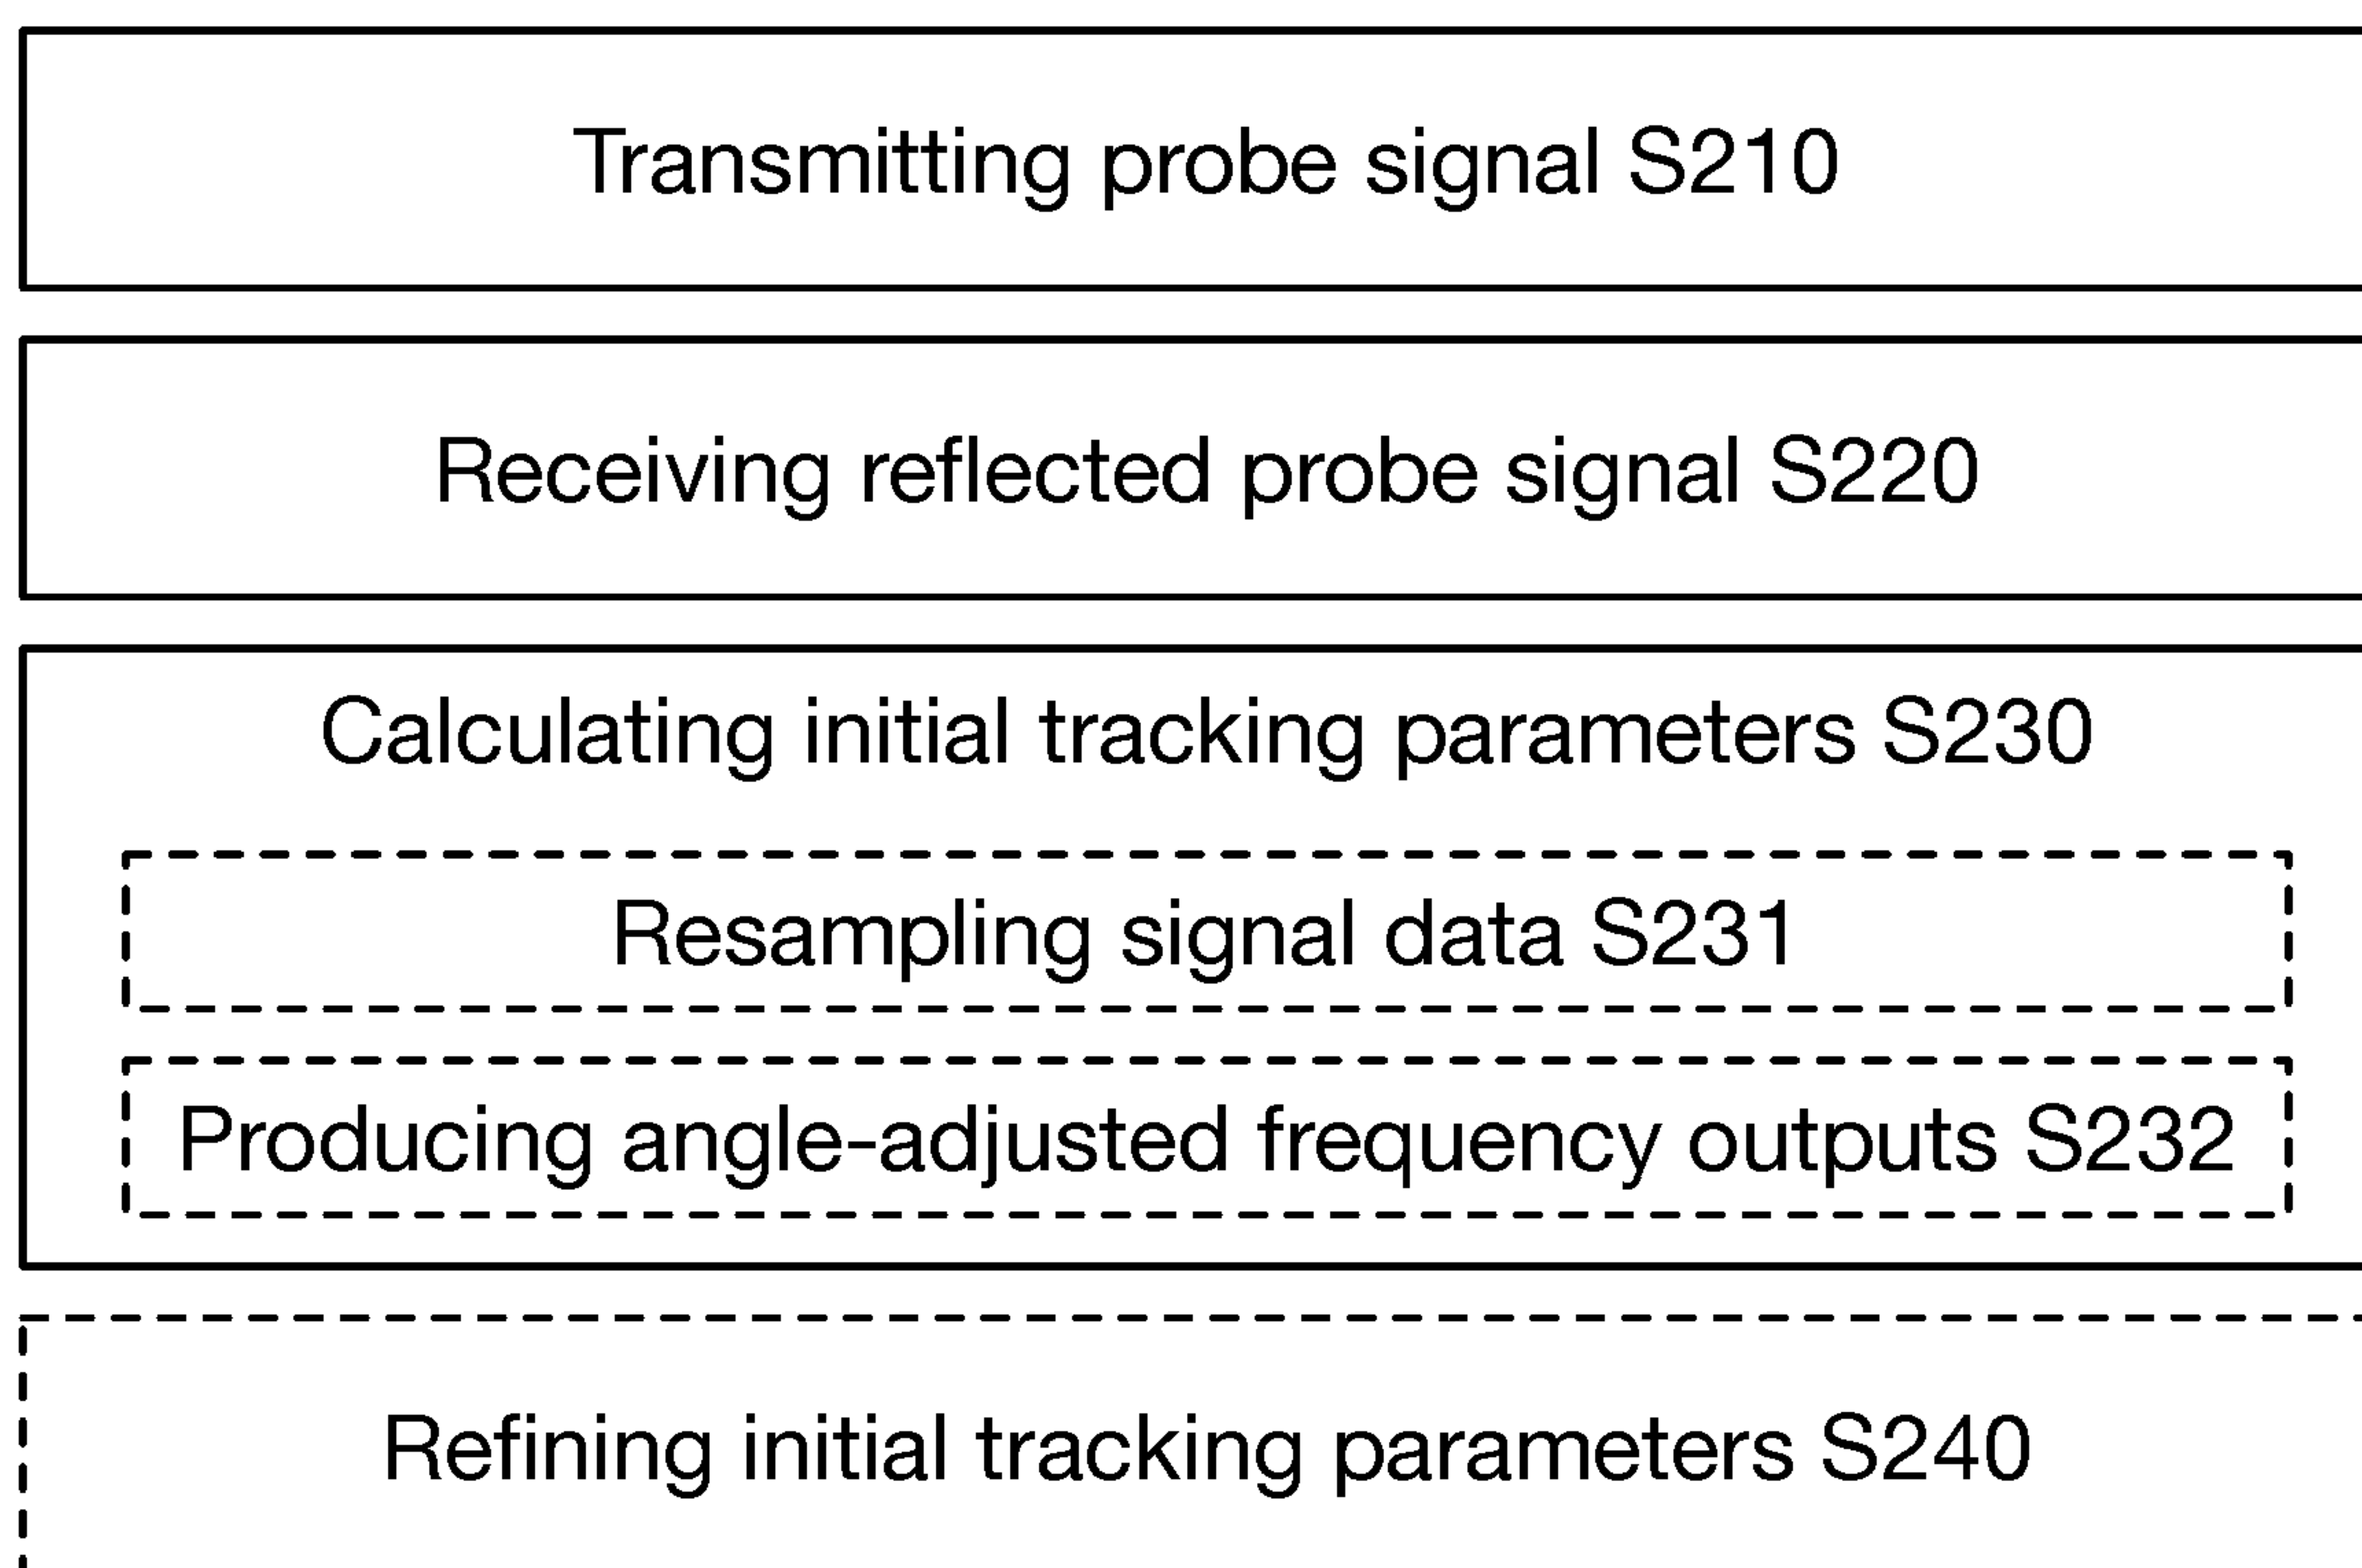 Transmitting probe signal S210
Receiving reflected probe signal S220
Calculating initial tracking parameters S230
Resampling signal data S231
Producing angle-adjusted frequency outputs S232
Refining initial tracking parameters S240